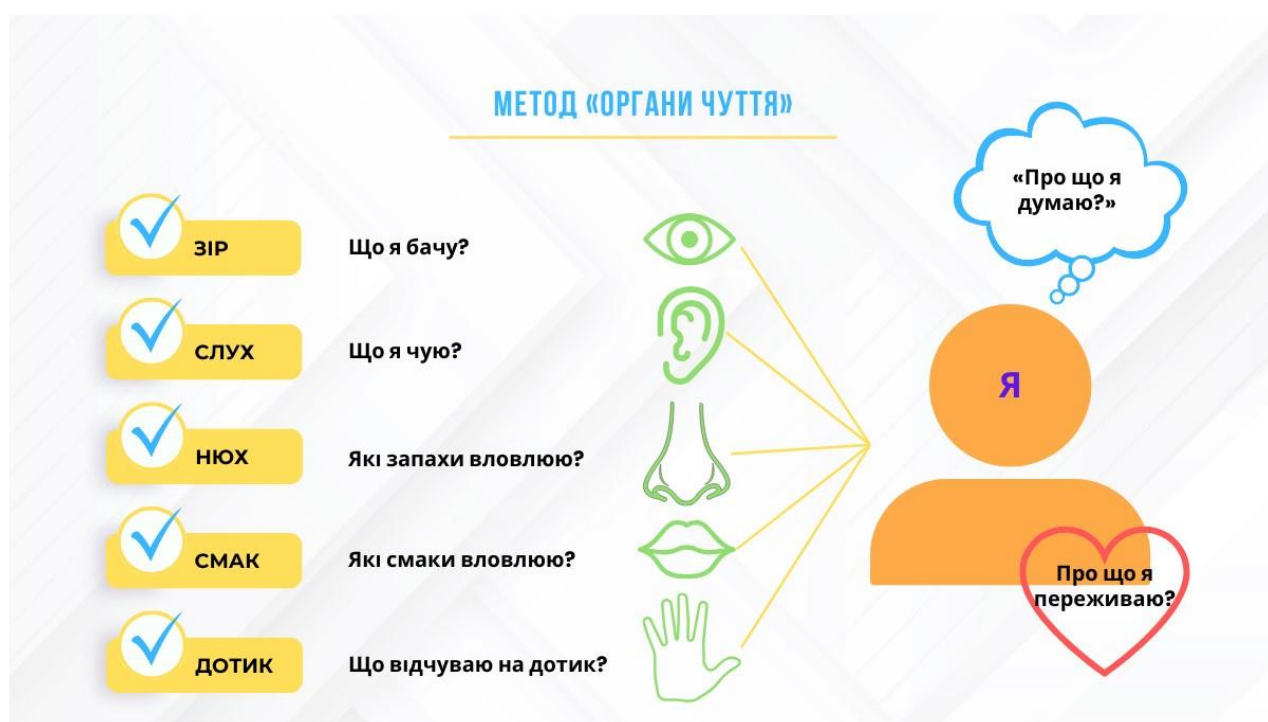 МЕТОД «ОРГАНИ ЧУТТЯ»
«Про що я
думаю?»
ЗІР
Що я бачу?
СЛУХ
Що я чую?
Я
НЮХ
Які запахи вловлюю?
СМАК
Які смаки вловлюю?
Про що я
переживаю?
ДОТИК
Що відчуваю на дотик?